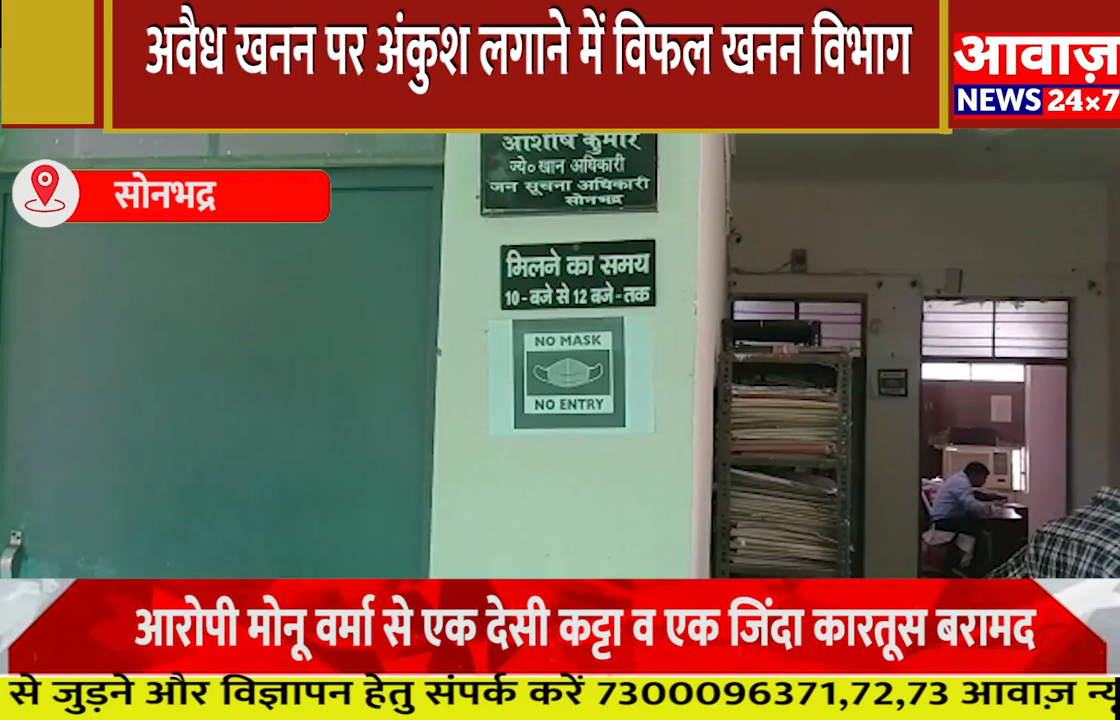 अवैध खनन पर अंकुश लगाने में विफल खनन विभाग
आवाज़
NEWS 24×7
सोनभद्र
आशीष कुमार
ज्ये० खान अधिकारी
जन सूचना अधिकारी
सोनभद्र
मिलने का समय
10-बजे से 12 बजे-तक
NO MASK
NO ENTRY
आरोपी मोनू वर्मा से एक देसी कट्टा व एक जिंदा कारतूस बरामद
से जुड़ने और विज्ञापन हेतु संपर्क करें 7300096371,72,73 आवाज़